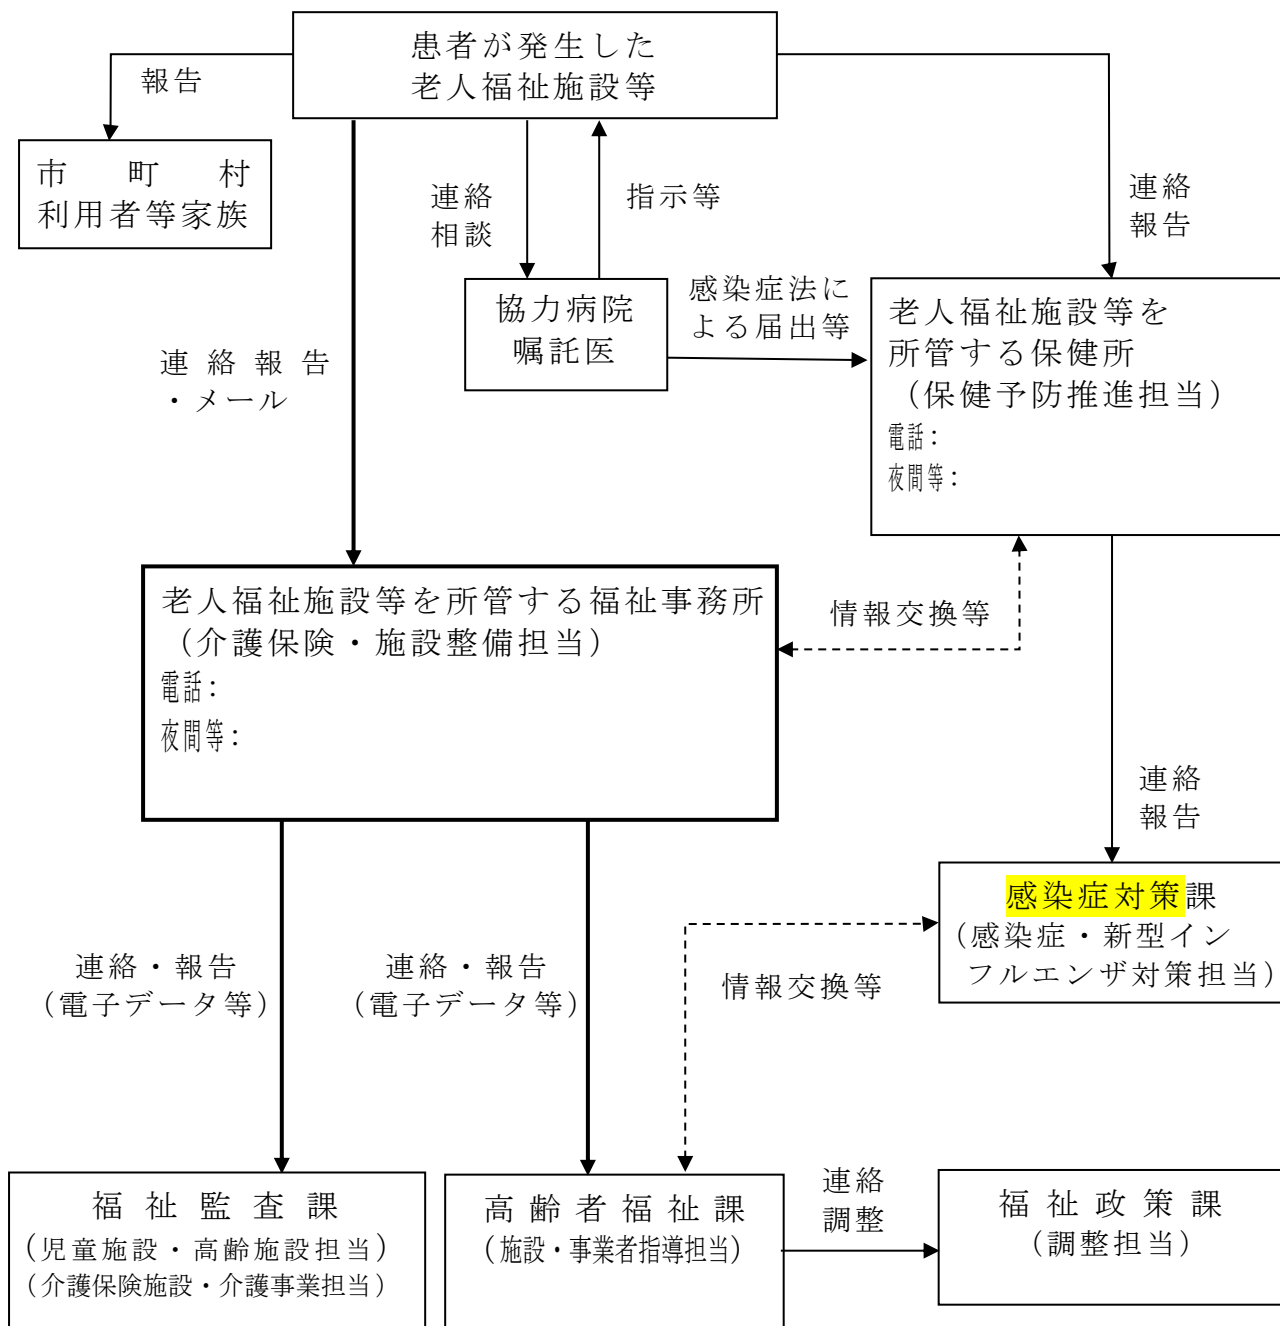 患者が発生した
老人福祉施設等
報告
市町村
利用者等家族
連絡
相談
指示等
連絡
報告
協力病院
嘱託医
感染症法に
よる届出等
老人福祉施設等を
所管する保健所
（保健予防推進担当）
電話：
夜間等：
連絡報告
・メール
老人福祉施設等を所管する福祉事務所
（介護保険・施設整備担当）
電話：
夜間等：
情報交換等
連絡
報告
感染症対策課
（感染症・新型イン
フルエンザ対策担当）
連絡・報告
（電子データ等）
連絡・報告
（電子データ等）
情報交換等
福祉監査課
（児童施設・高齢施設担当）
（介護保険施設・介護事業担当）
高齢者福祉課
（施設・事業者指導担当）
連絡
調整
福祉政策課
（調整担当）